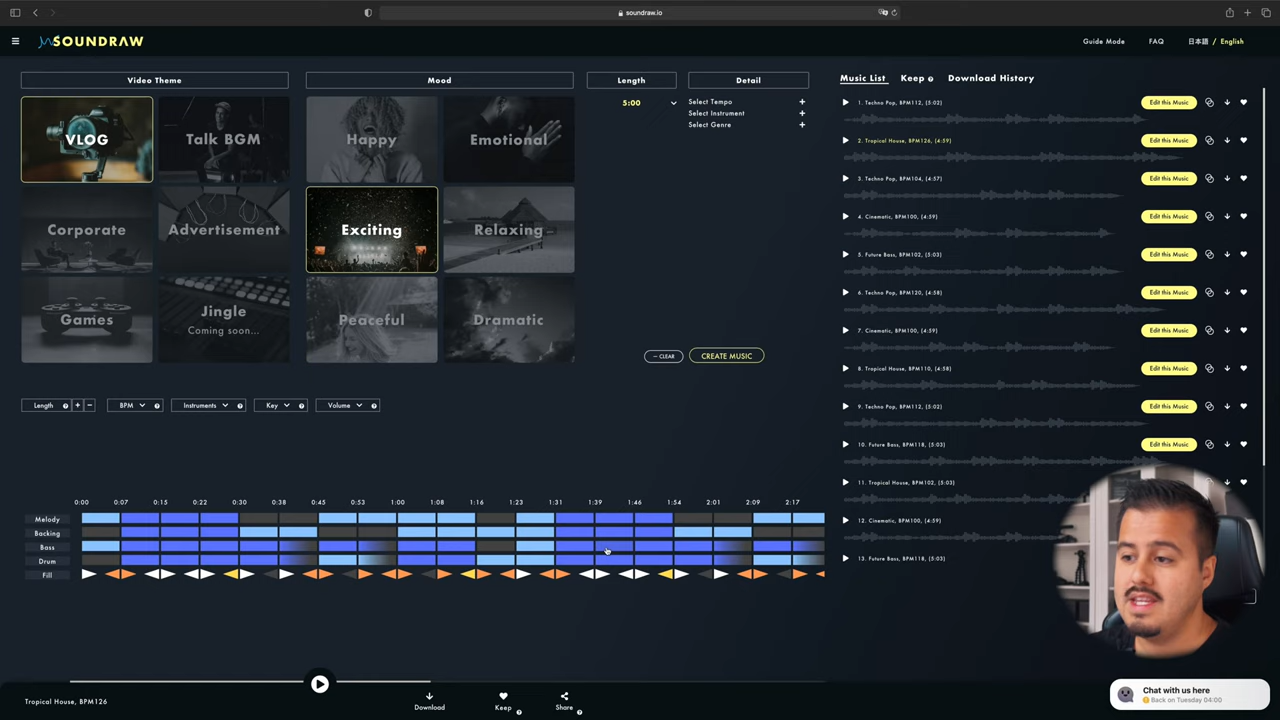 soundraw.io
SOUNDRAW
Guide Mode
FAQ
日本語 / English
Video Theme
Mood
Length
Detail
VLOG
Talk BGM
Corporate
Advertisement
Games
Jingle
Coming soon...
Happy
Emotional
Exciting
Relaxing
Peaceful
Dramatic
5:00
Select Tempo
Select Instrument
Select Genre
CLEAR
CREATE MUSIC
Music List
Keep
Download History
1. Techno Pop, BPM112, (5:02)
Edit this Music
2. Tropical House, BPM126, (4:59)
Edit this Music
3. Techno Pop, BPM104, (4:57)
Edit this Music
4. Cinematic, BPM100, (4:59)
Edit this Music
5. Future Bass, BPM102, (5:03)
Edit this Music
6. Techno Pop, BPM120, (4:58)
Edit this Music
7. Cinematic, BPM100, (4:59)
Edit this Music
8. Tropical House, BPM110, (4:58)
Edit this Music
9. Techno Pop, BPM112, (5:02)
Edit this Music
10. Future Bass, BPM118, (5:03)
Edit this Music
11. Tropical House, BPM102, (5:03)
12. Cinematic, BPM100, (4:59)
13. Future Bass, BPM118, (5:03)
Length + −
BPM
Instruments
Key
Volume
0:00 0:07 0:15 0:22 0:30 0:38 0:45 0:53 1:00 1:08 1:16 1:23 1:31 1:39 1:46 1:54 2:01 2:09 2:17
Melody
Backing
Bass
Drum
Fill
Tropical House, BPM126
Download
Keep
Share
Chat with us here
Back on Tuesday 04:00